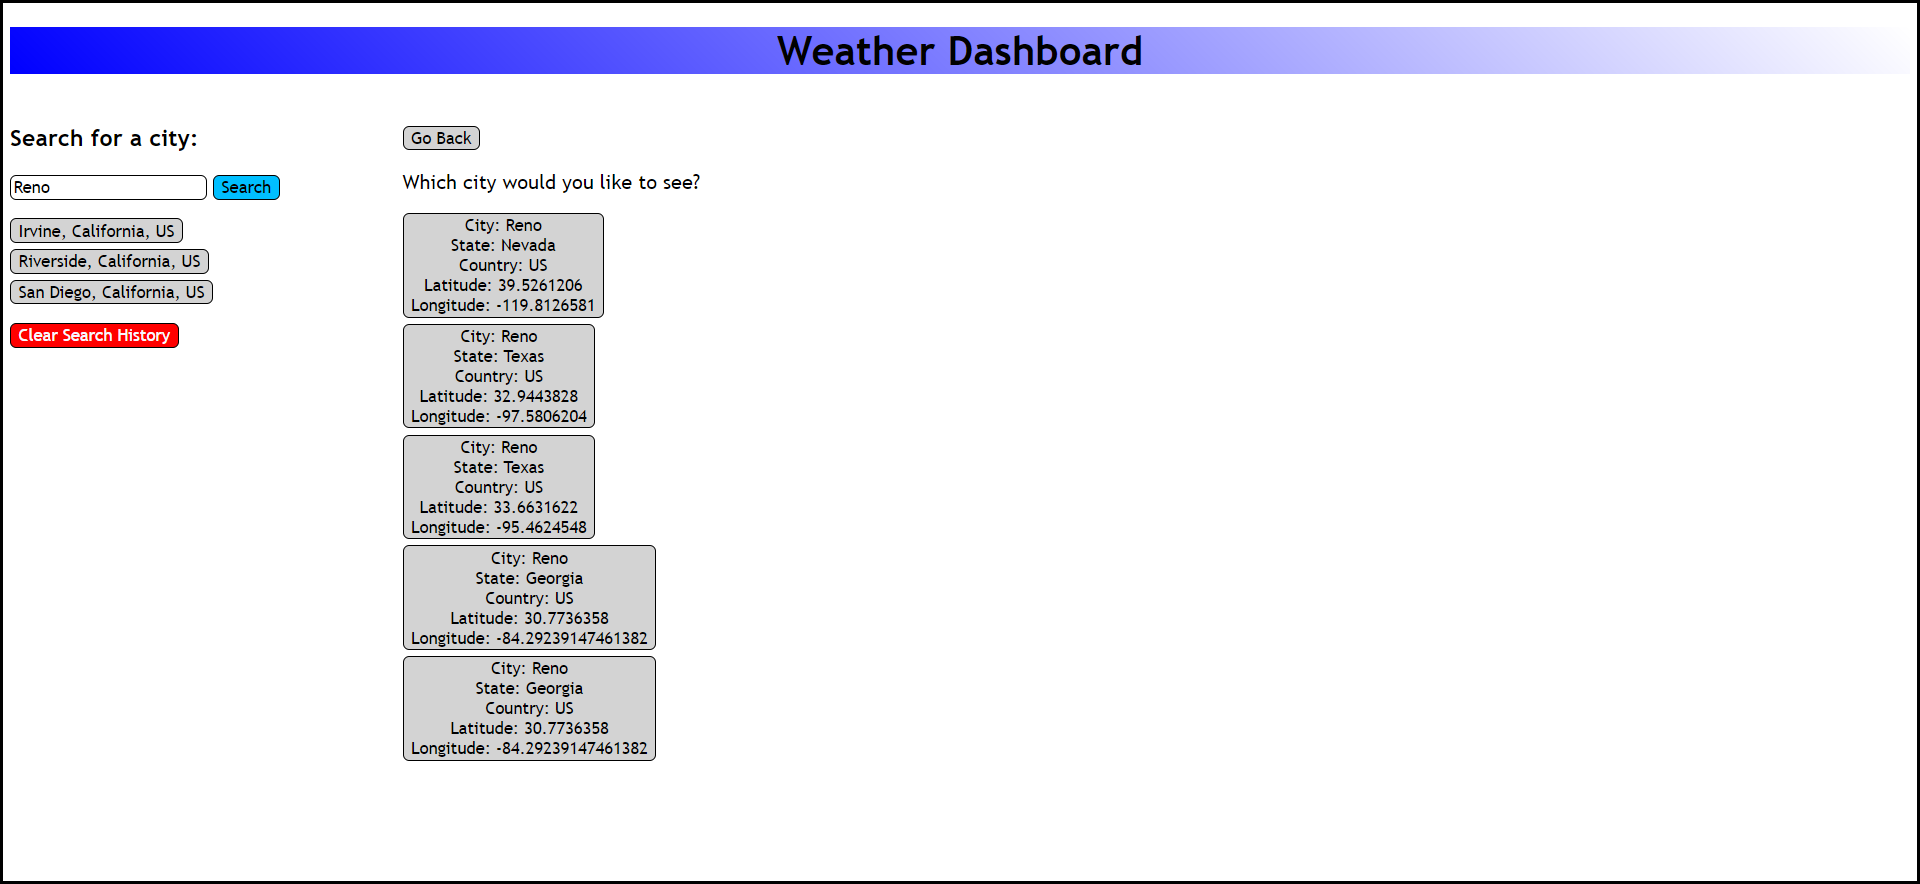 Weather Dashboard
Search for a city:
Reno
Search
Irvine, California, US
Riverside, California, US
San Diego, California, US
Clear Search History
Go Back
Which city would you like to see?
City: Reno
State: Nevada
Country: US
Latitude: 39.5261206
Longitude: -119.8126581
City: Reno
State: Texas
Country: US
Latitude: 32.9443828
Longitude: -97.5806204
City: Reno
State: Texas
Country: US
Latitude: 33.6631622
Longitude: -95.4624548
City: Reno
State: Georgia
Country: US
Latitude: 30.7736358
Longitude: -84.29239147461382
City: Reno
State: Georgia
Country: US
Latitude: 30.7736358
Longitude: -84.29239147461382